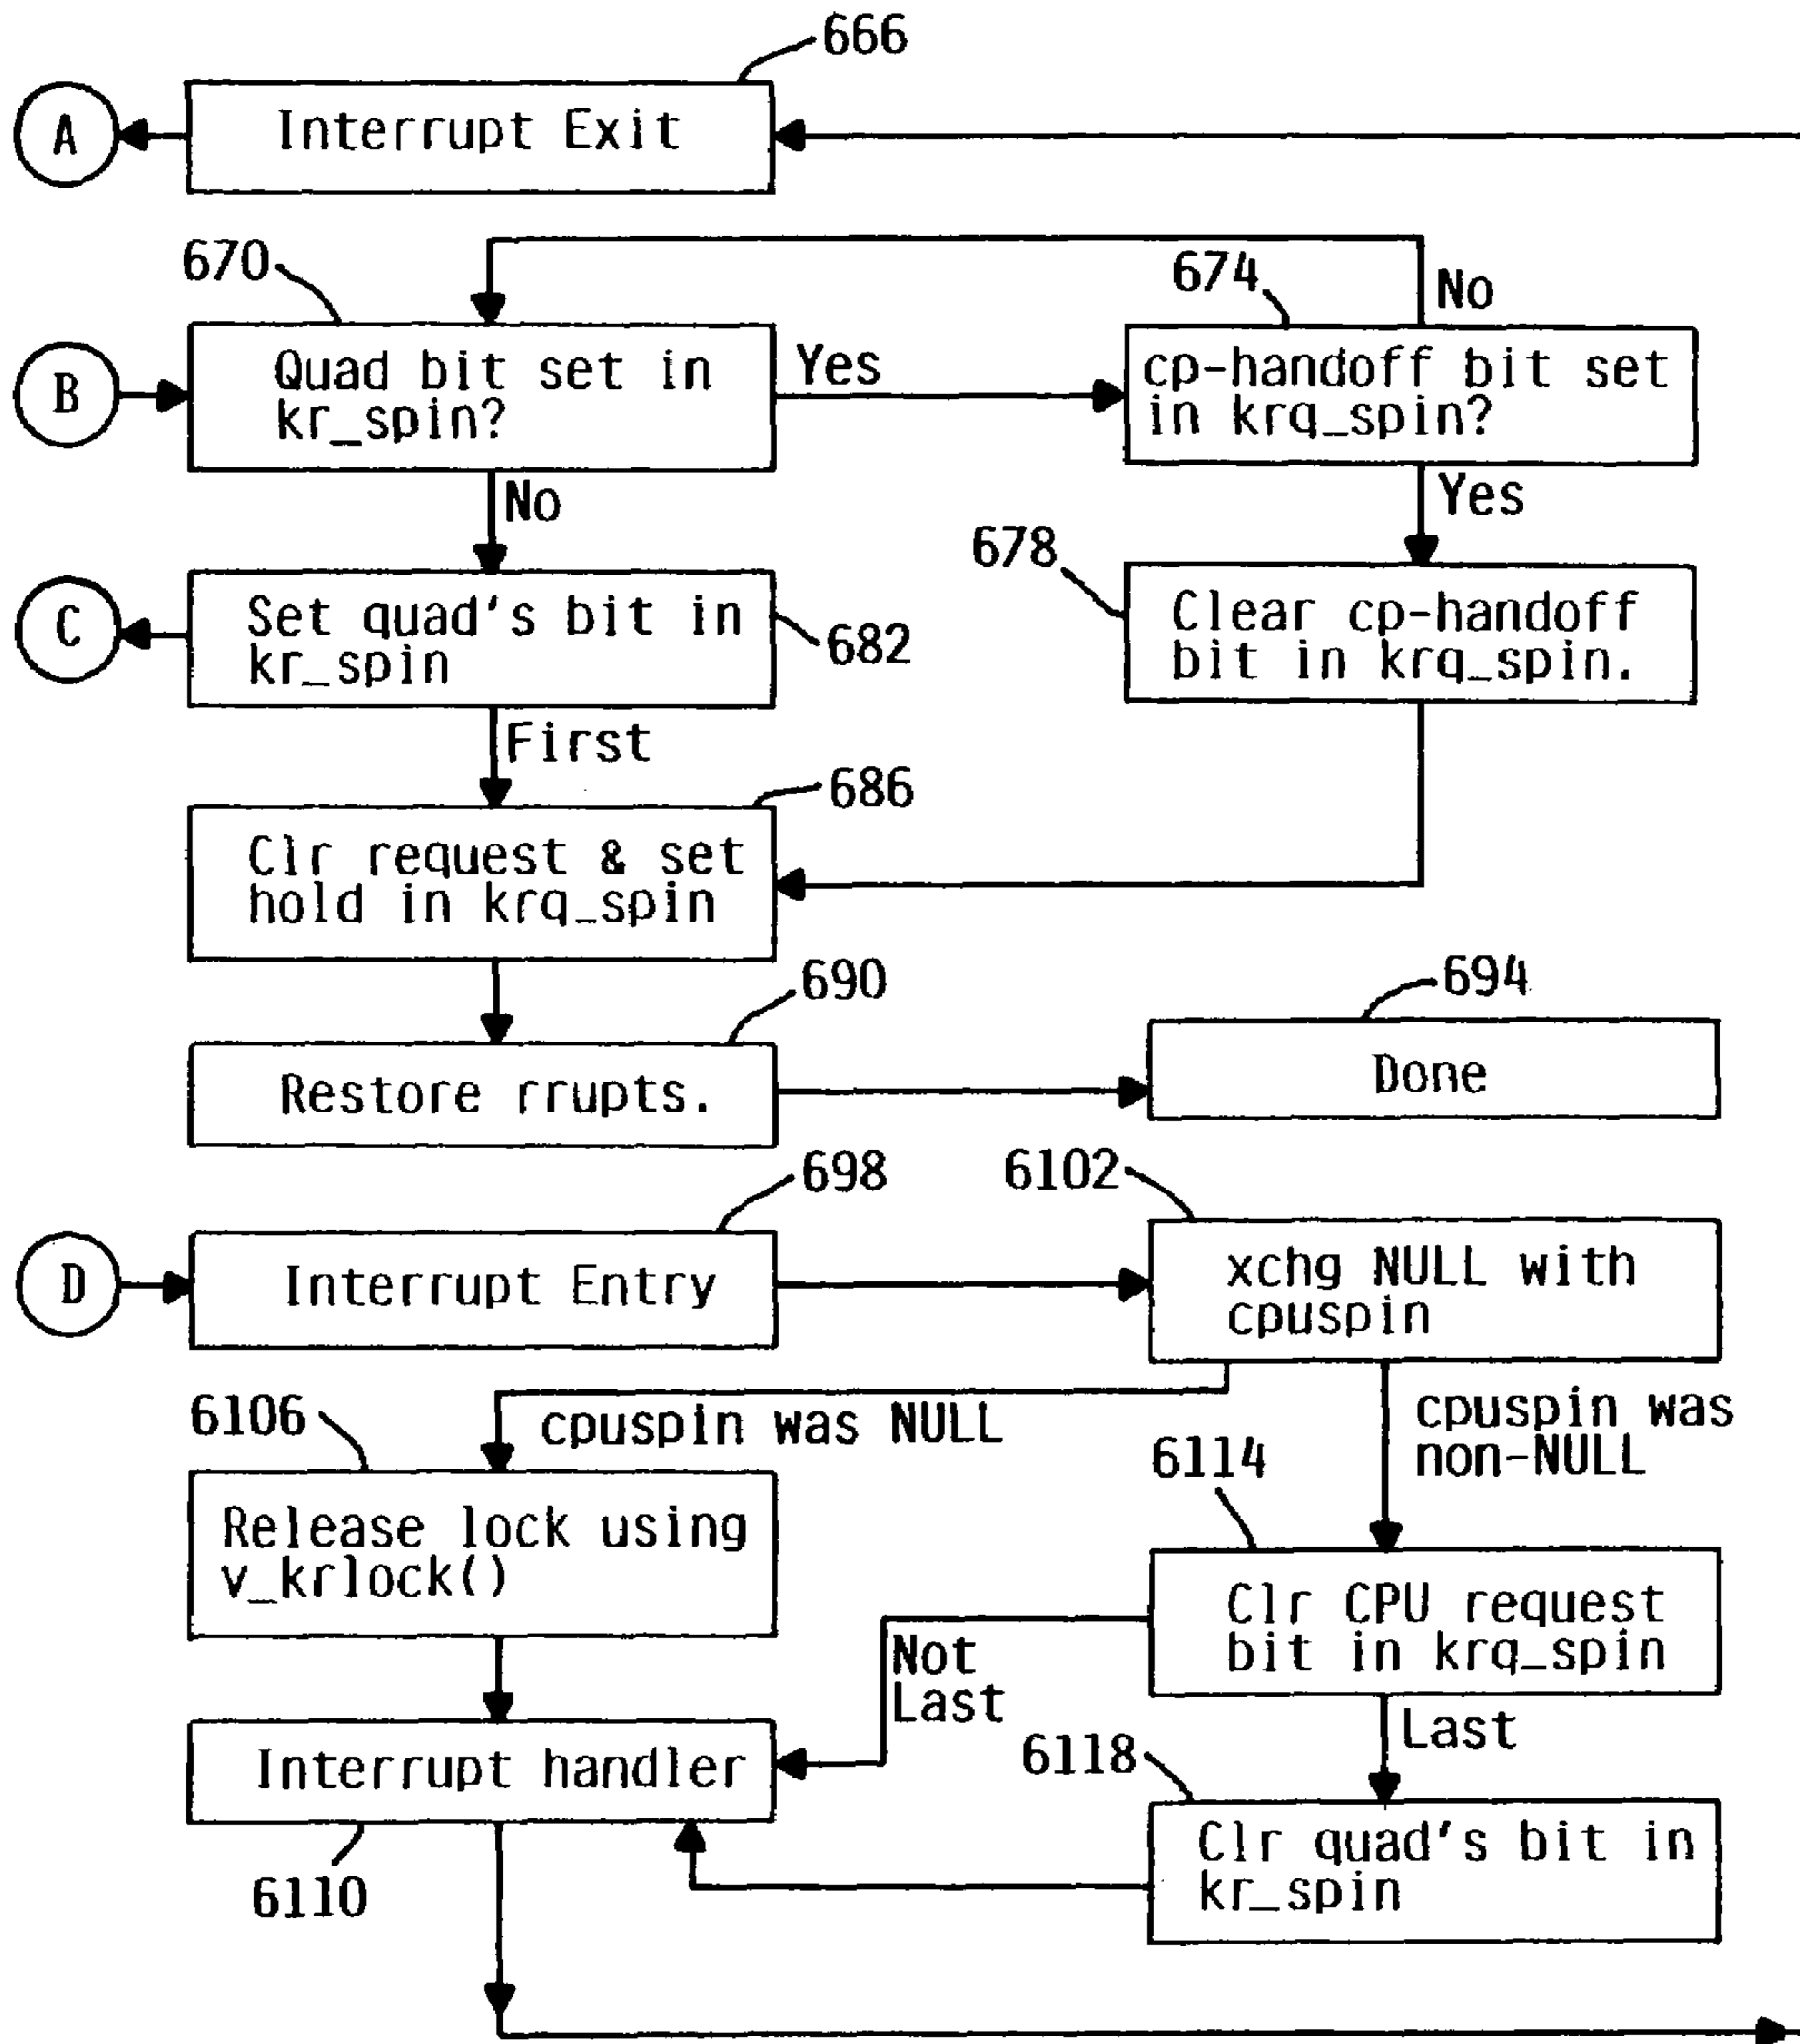 666
A
Interrupt Exit
670
674
No
B
Quad bit set in
kr_spin?
Yes
cp-handoff bit set
in krq_spin?
No
Yes
678
C
Set quad's bit in
kr_spin
682
Clear cp-handoff
bit in krq_spin.
First
686
Clr request & set
hold in krq_spin
690
694
Restore rrupts.
Done
698
6102
D
Interrupt Entry
xchg NULL with
cpuspin
6106
cpuspin was NULL
cpuspin was
non-NULL
6114
Release lock using
v_krlock()
Clr CPU request
bit in krq_spin
Not
Last
Last
Interrupt handler
6118
6110
Clr quad's bit in
kr_spin